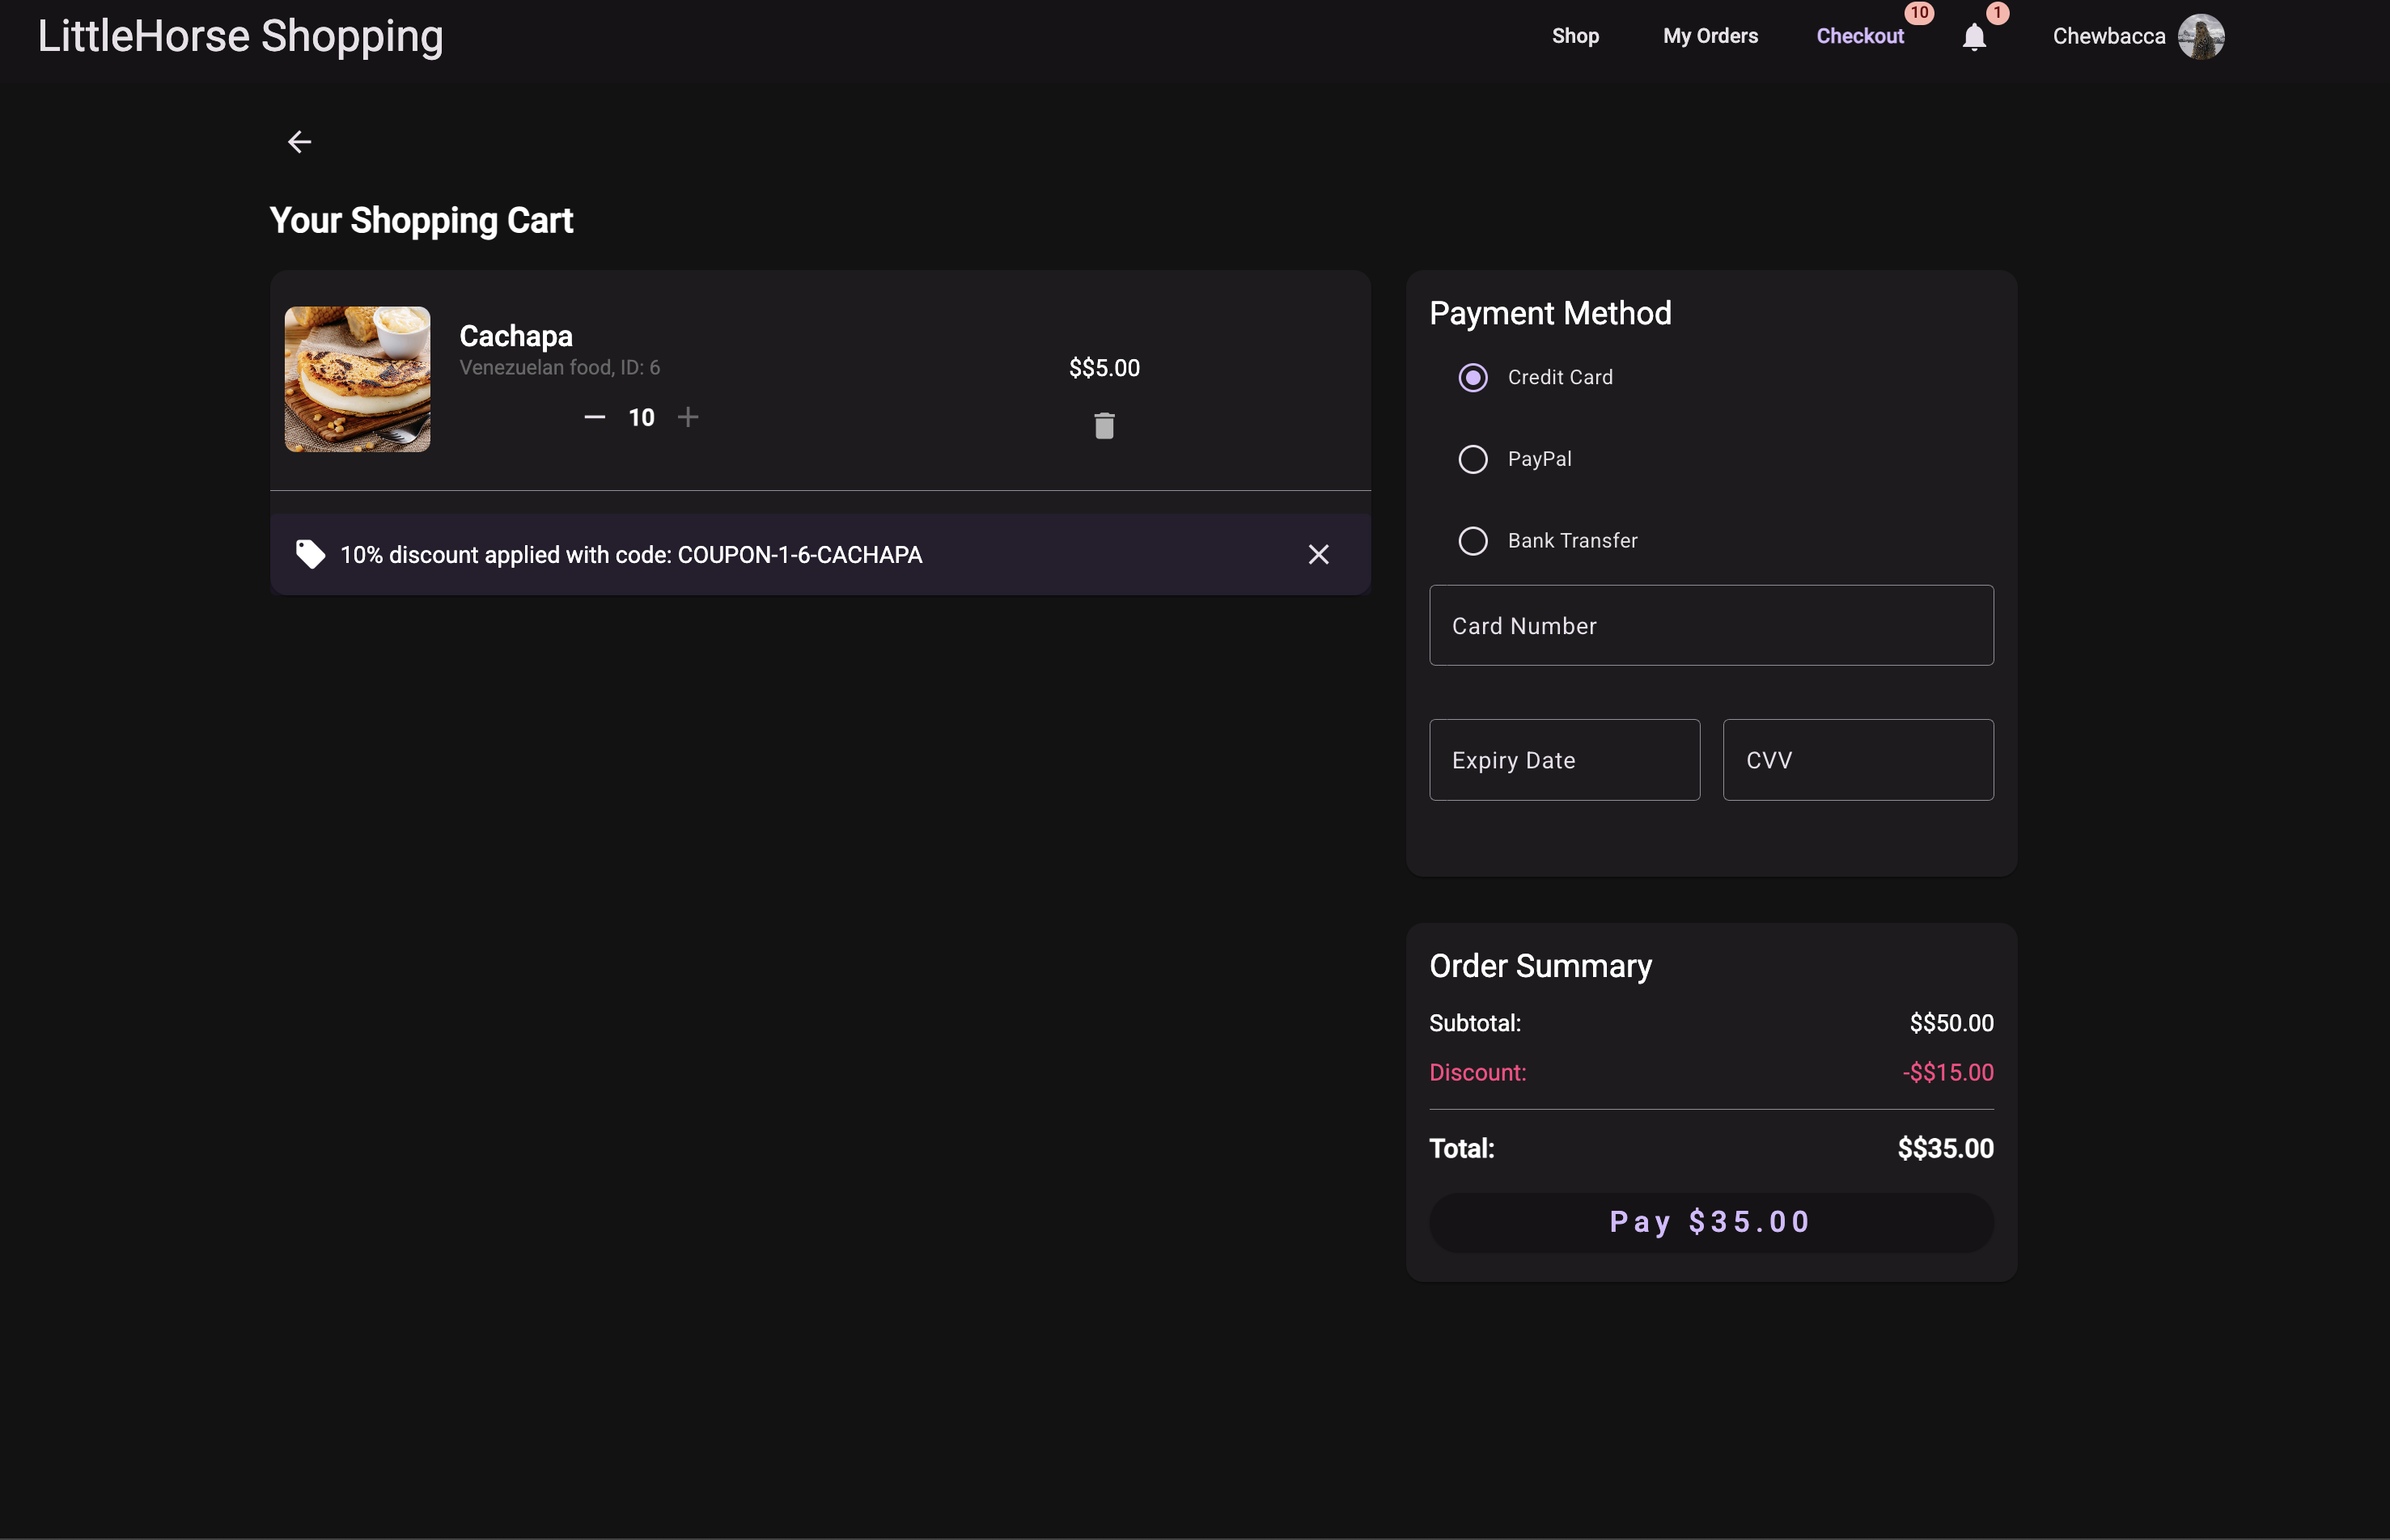 LittleHorse Shopping
Shop
My Orders
Checkout
10
1
Chewbacca
Your Shopping Cart
Cachapa
Venezuelan food, ID: 6
$$5.00
10
10% discount applied with code: COUPON-1-6-CACHAPA
Payment Method
Credit Card
PayPal
Bank Transfer
Card Number
Expiry Date
CVV
Order Summary
Subtotal: $$50.00
Discount: -$$15.00
Total: $$35.00
Pay $35.00